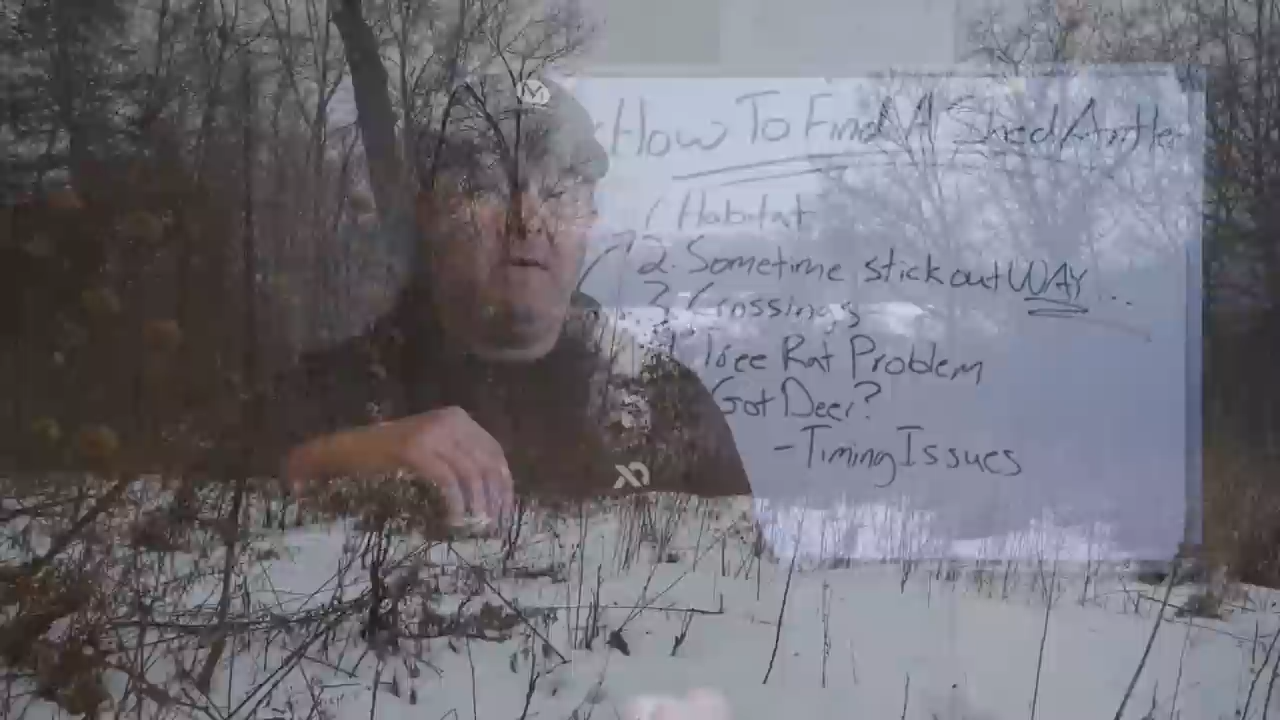 How To Find A Shed Antler
1. Habitat
2. Sometime stick out WAY...
3. Crossings
4. Tree Rat Problem
Got Deer?
- Timing Issues
M